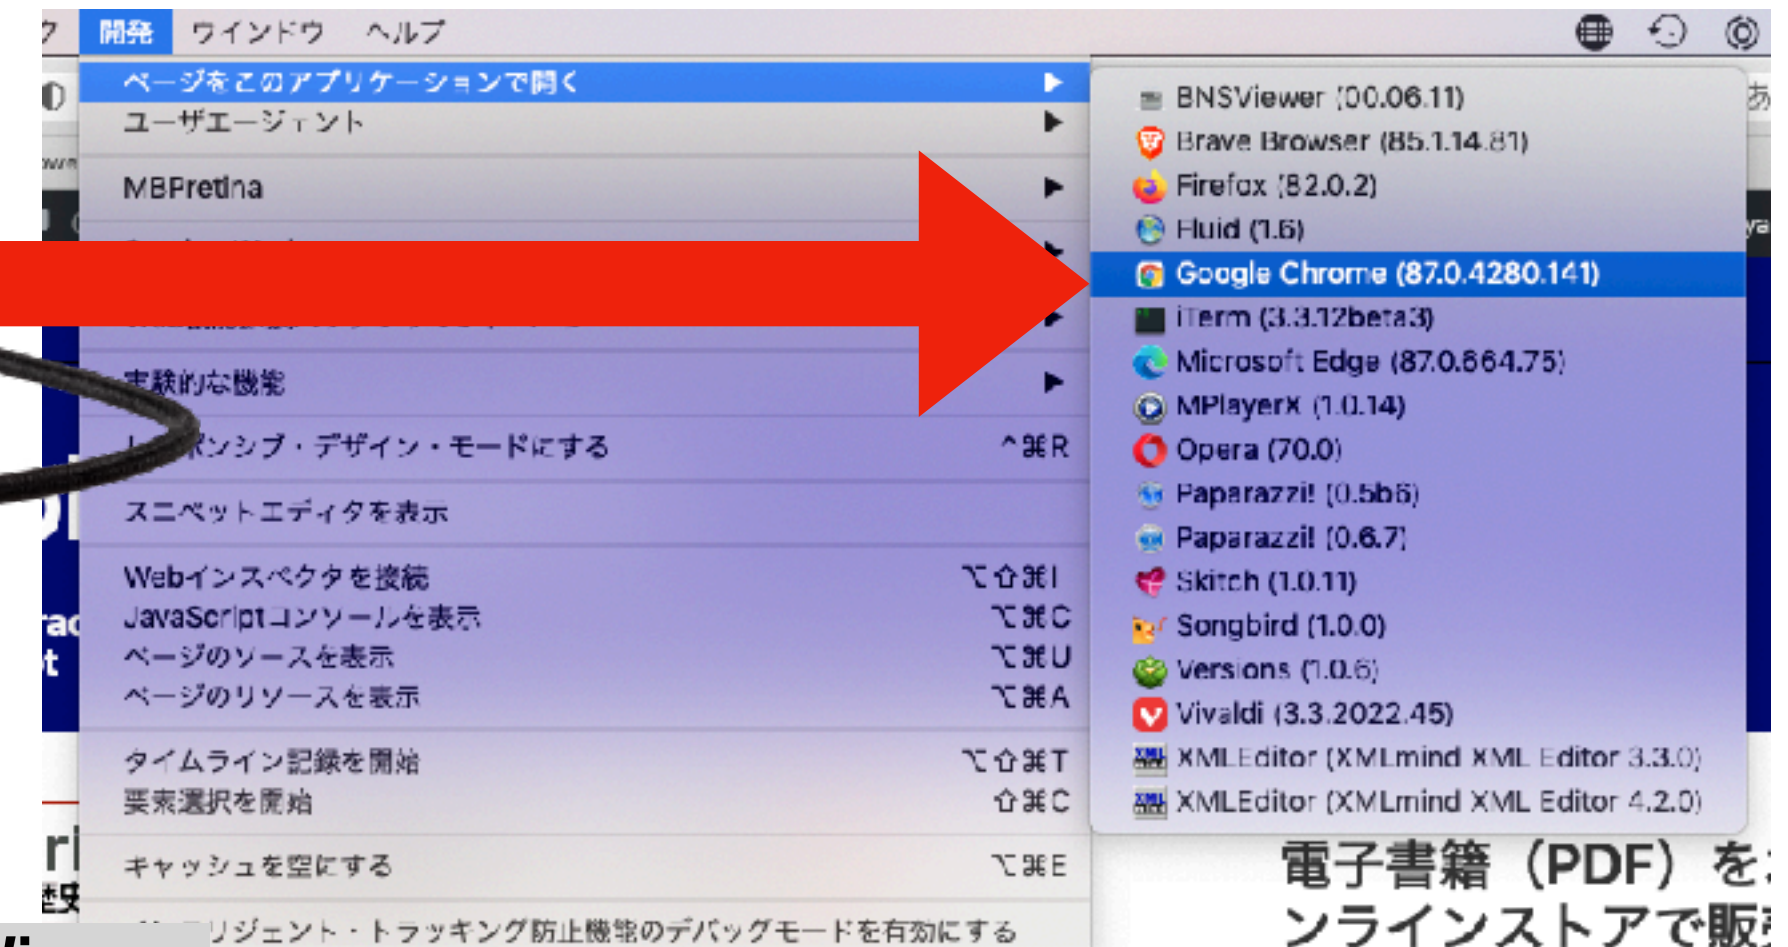 開発 ウインドウ ヘルプ
ページをこのアプリケーションで開く
ユーザエージェント
MBPretina
実験的な機能
ンシブ・デザイン・モードにする ^⌘R
スニペットエディタを表示
Webインスペクタを接続 ⌥⇧⌘I
JavaScriptコンソールを表示 ⌥⌘C
ページのソースを表示 ⌥⌘U
ページのリソースを表示 ⌥⌘A
タイムライン記録を開始 ⌥⇧⌘T
要素選択を開始 ⇧⌘C
キャッシュを空にする ⌥⌘E
リジェント・トラッキング防止機能のデバッグモードを有効にする
BNSViewer (00.06.11)
Brave Browser (85.1.14.81)
Firefox (82.0.2)
Fluid (1.6)
Google Chrome (87.0.4280.141)
iTerm (3.3.12beta3)
Microsoft Edge (87.0.664.75)
MPlayerX (1.0.14)
Opera (70.0)
Paparazzi! (0.5b6)
Paparazzi! (0.6.7)
Skitch (1.0.11)
Songbird (1.0.0)
Versions (1.0.6)
Vivaldi (3.3.2022.45)
XMLEditor (XMLmind XML Editor 3.3.0)
XMLEditor (XMLmind XML Editor 4.2.0)
電子書籍（PDF）を
ンラインストアで販